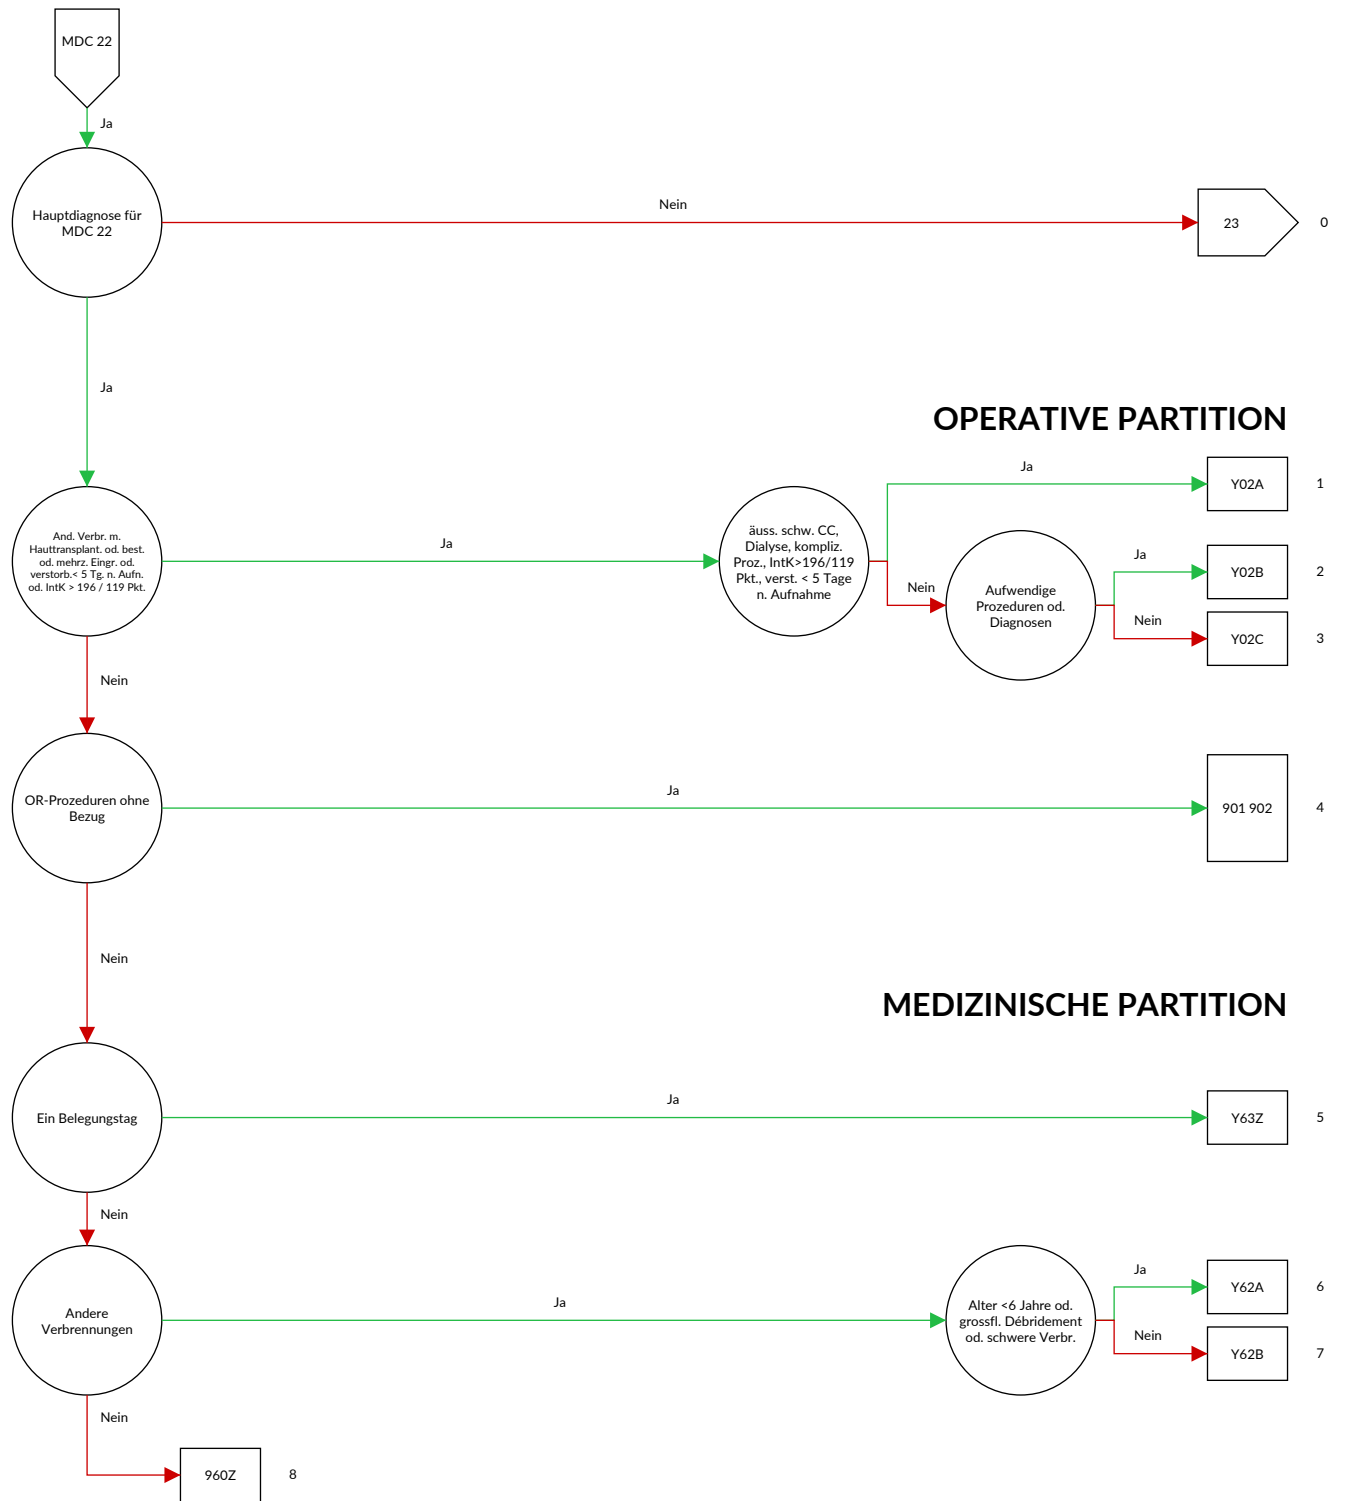 MDC 22
Ja
Hauptdiagnose für
MDC 22
Nein
23
0
Ja
OPERATIVE PARTITION
And. Verbr. m.
Hauttransplant. od. best.
od. mehrz. Eingr. od.
verstorb.< 5 Tg. n. Aufn.
od. IntK > 196 / 119 Pkt.
Ja
äuss. schw. CC,
Dialyse, kompliz.
Proz., IntK>196/119
Pkt., verst. < 5 Tage
n. Aufnahme
Ja
Y02A
1
Nein
Aufwendige
Prozeduren od.
Diagnosen
Ja
Y02B
2
Nein
Y02C
3
Nein
OR-Prozeduren ohne
Bezug
Ja
901 902
4
Nein
MEDIZINISCHE PARTITION
Ein Belegungstag
Ja
Y63Z
5
Nein
Andere
Verbrennungen
Ja
Alter <6 Jahre od.
grossfl. Débridement
od. schwere Verbr.
Ja
Y62A
6
Nein
Y62B
7
Nein
960Z
8